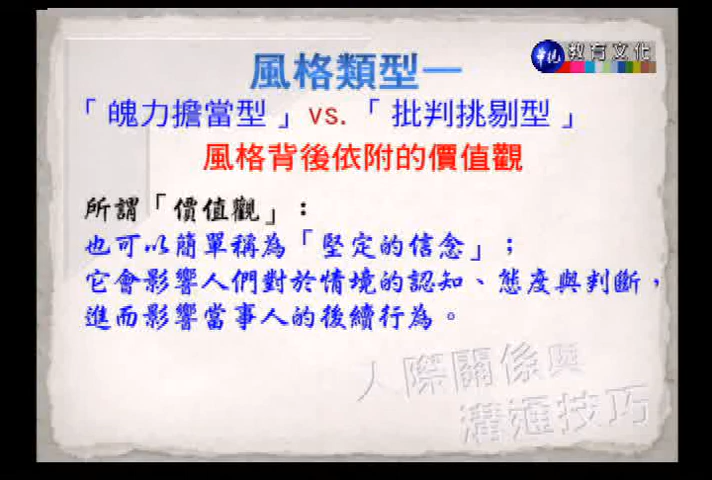 華視 教育文化
風格類型一
「魄力擔當型」vs.「批判挑剔型」
風格背後依附的價值觀
所謂「價值觀」：
也可以簡單稱為「堅定的信念」；
它會影響人們對於情境的認知、態度與判斷，
進而影響當事人的後續行為。
人際關係與
溝通技巧